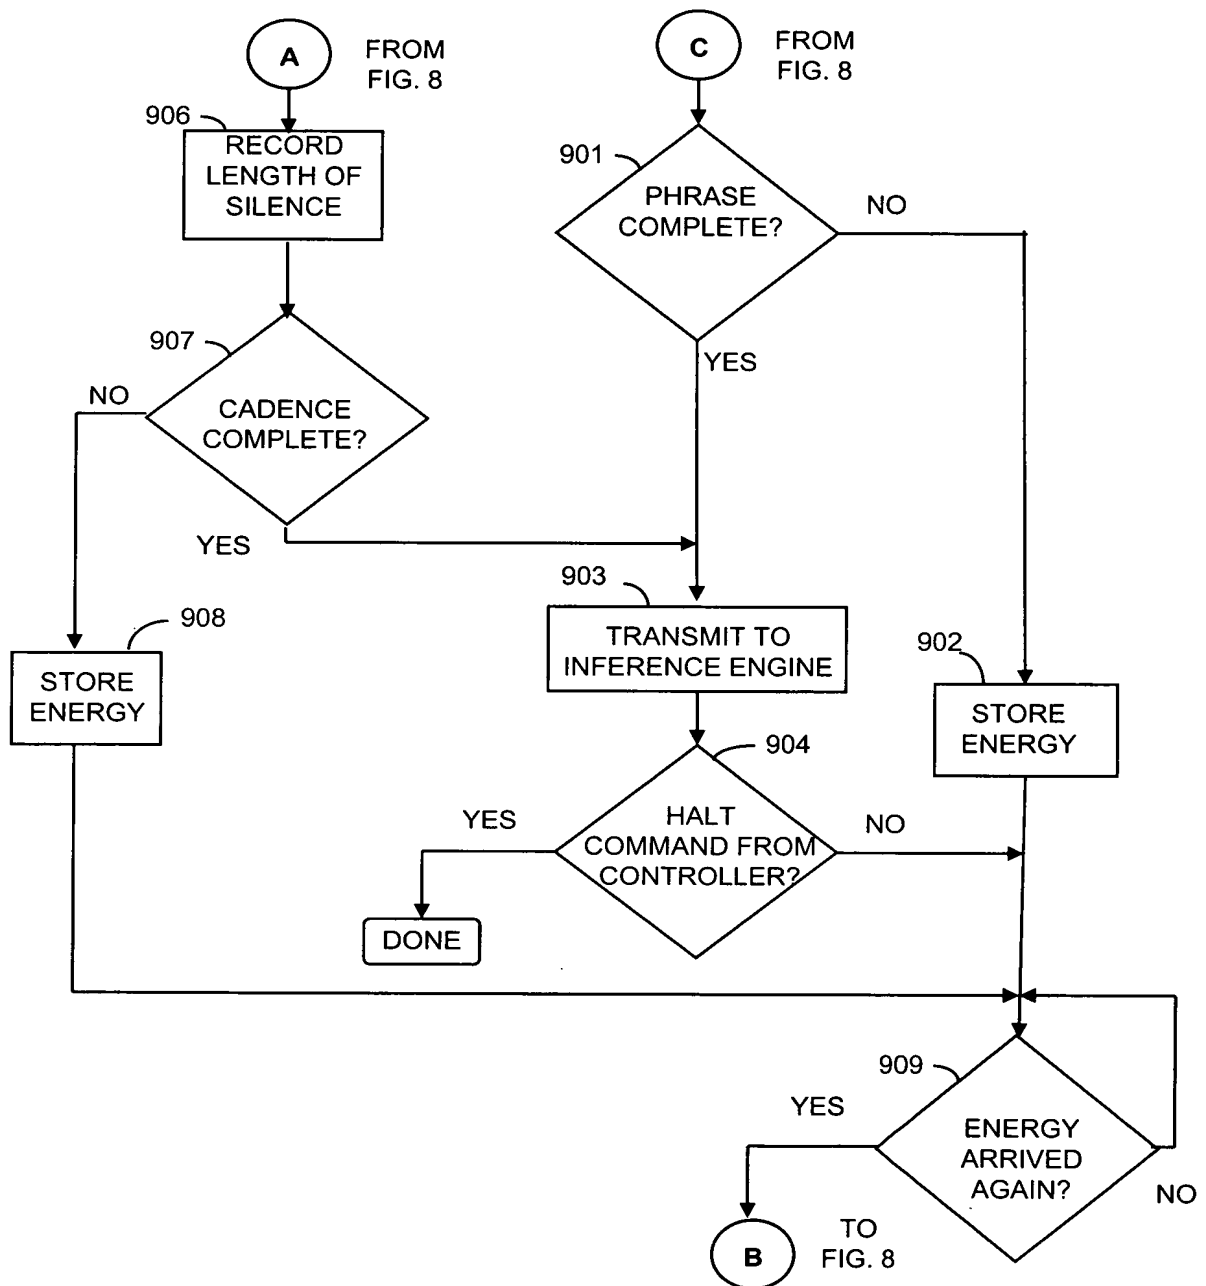 A
FROM
FIG. 8
C
FROM
FIG. 8
906
RECORD
LENGTH OF
SILENCE
901
PHRASE
COMPLETE?
NO
YES
907
NO
CADENCE
COMPLETE?
YES
903
TRANSMIT TO
INFERENCE ENGINE
908
STORE
ENERGY
902
STORE
ENERGY
904
YES
HALT
COMMAND FROM
CONTROLLER?
NO
DONE
909
YES
ENERGY
ARRIVED
AGAIN?
NO
B
TO
FIG. 8